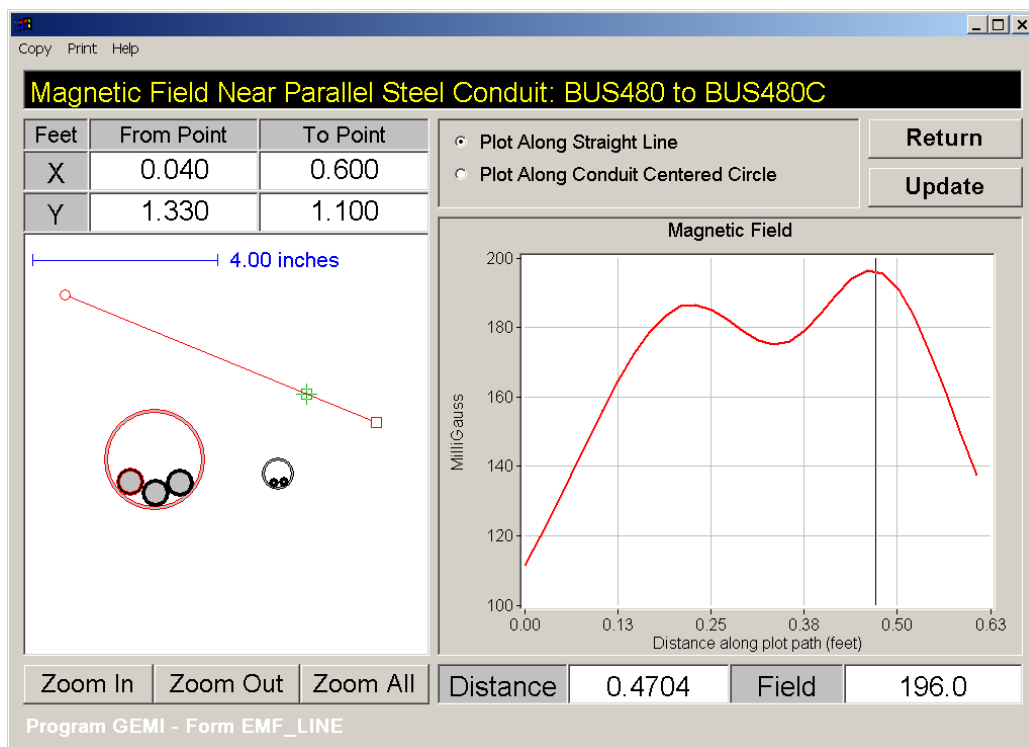 Copy Print Help
Magnetic Field Near Parallel Steel Conduit: BUS480 to BUS480C
Feet From Point To Point
X 0.040 0.600
Y 1.330 1.100
Plot Along Straight Line
Plot Along Conduit Centered Circle
Return
Update
4.00 inches
Magnetic Field
MilliGauss
200
180
160
140
120
100
0.00 0.13 0.25 0.38 0.50 0.63
Distance along plot path (feet)
Zoom In Zoom Out Zoom All
Distance 0.4704 Field 196.0
Program GEMI - Form EMF_LINE